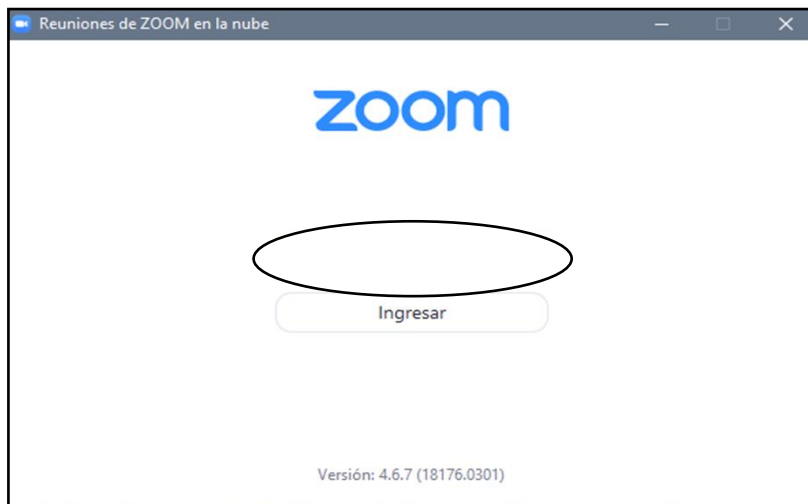 Reuniones de ZOOM en la nube
zoom
Ingresar
Versión: 4.6.7 (18176.0301)